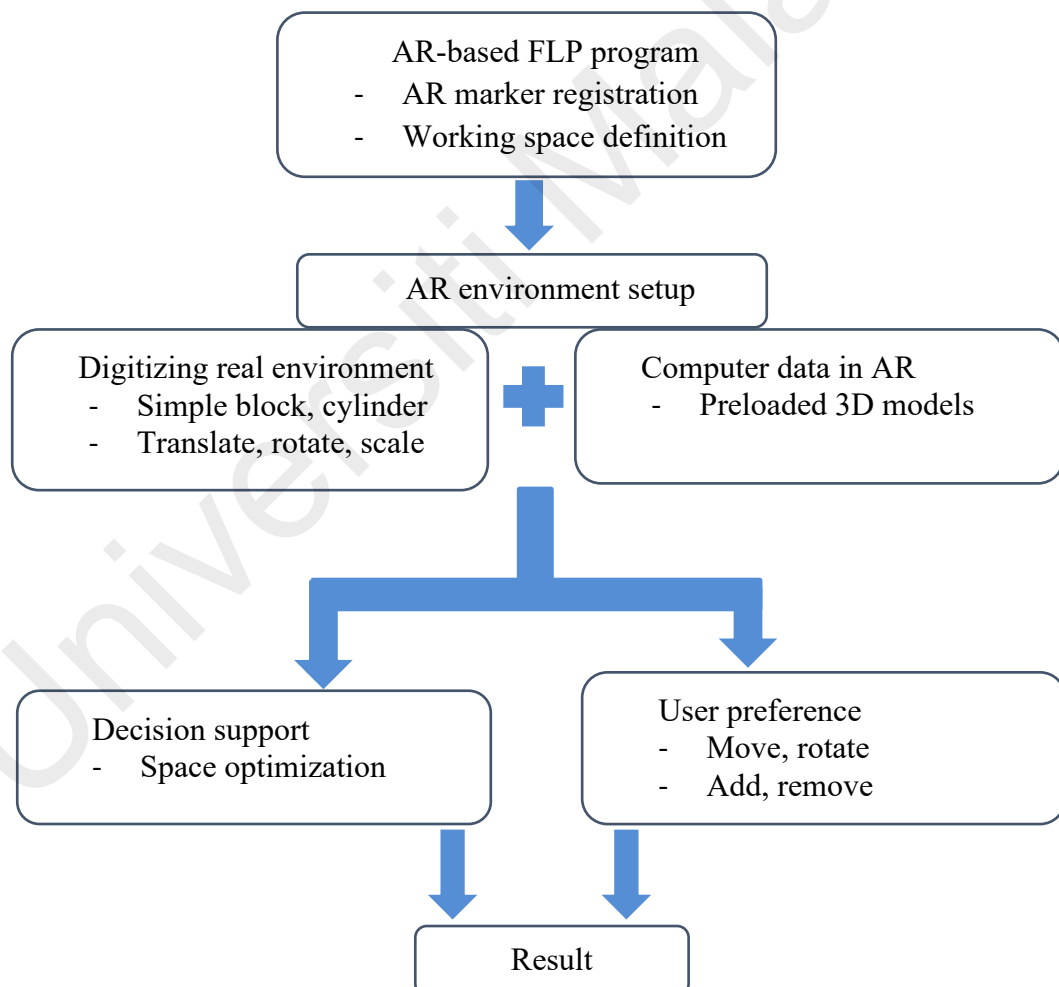 AR-based FLP program
- AR marker registration
- Working space definition
AR environment setup
Digitizing real environment
- Simple block, cylinder
- Translate, rotate, scale
Computer data in AR
- Preloaded 3D models
Decision support
- Space optimization
User preference
- Move, rotate
- Add, remove
Result
Universiti Mala